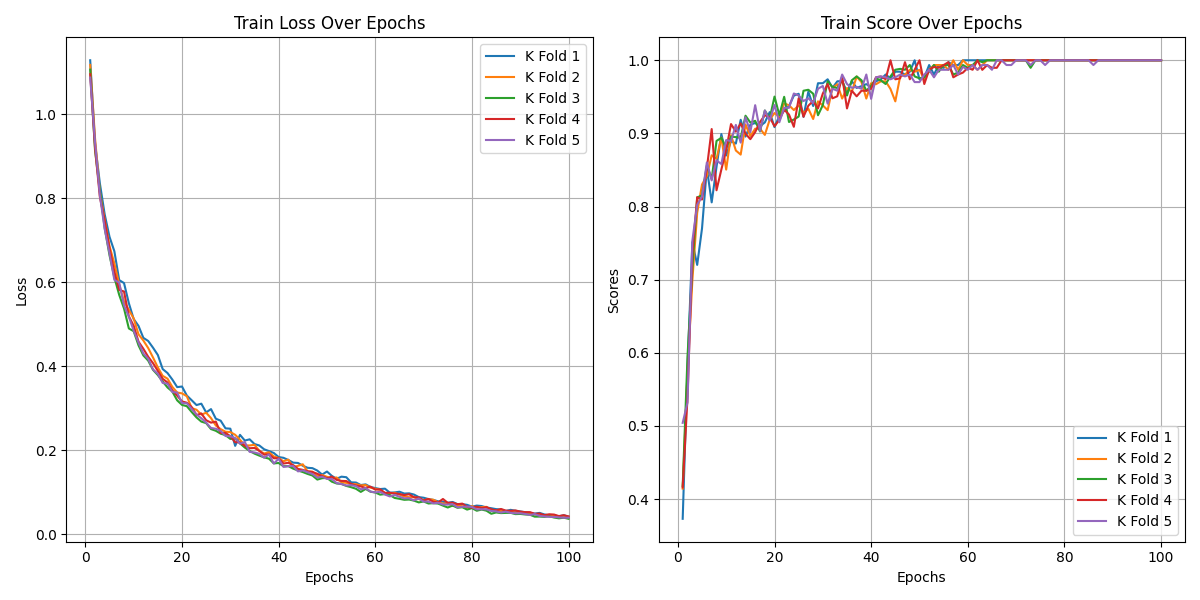 Train Loss Over Epochs
Loss
1.0
0.8
0.6
0.4
0.2
0.0
0 20 40 60 80 100
Epochs
K Fold 1
K Fold 2
K Fold 3
K Fold 4
K Fold 5
Train Score Over Epochs
Scores
1.0
0.9
0.8
0.7
0.6
0.5
0.4
0 20 40 60 80 100
Epochs
K Fold 1
K Fold 2
K Fold 3
K Fold 4
K Fold 5